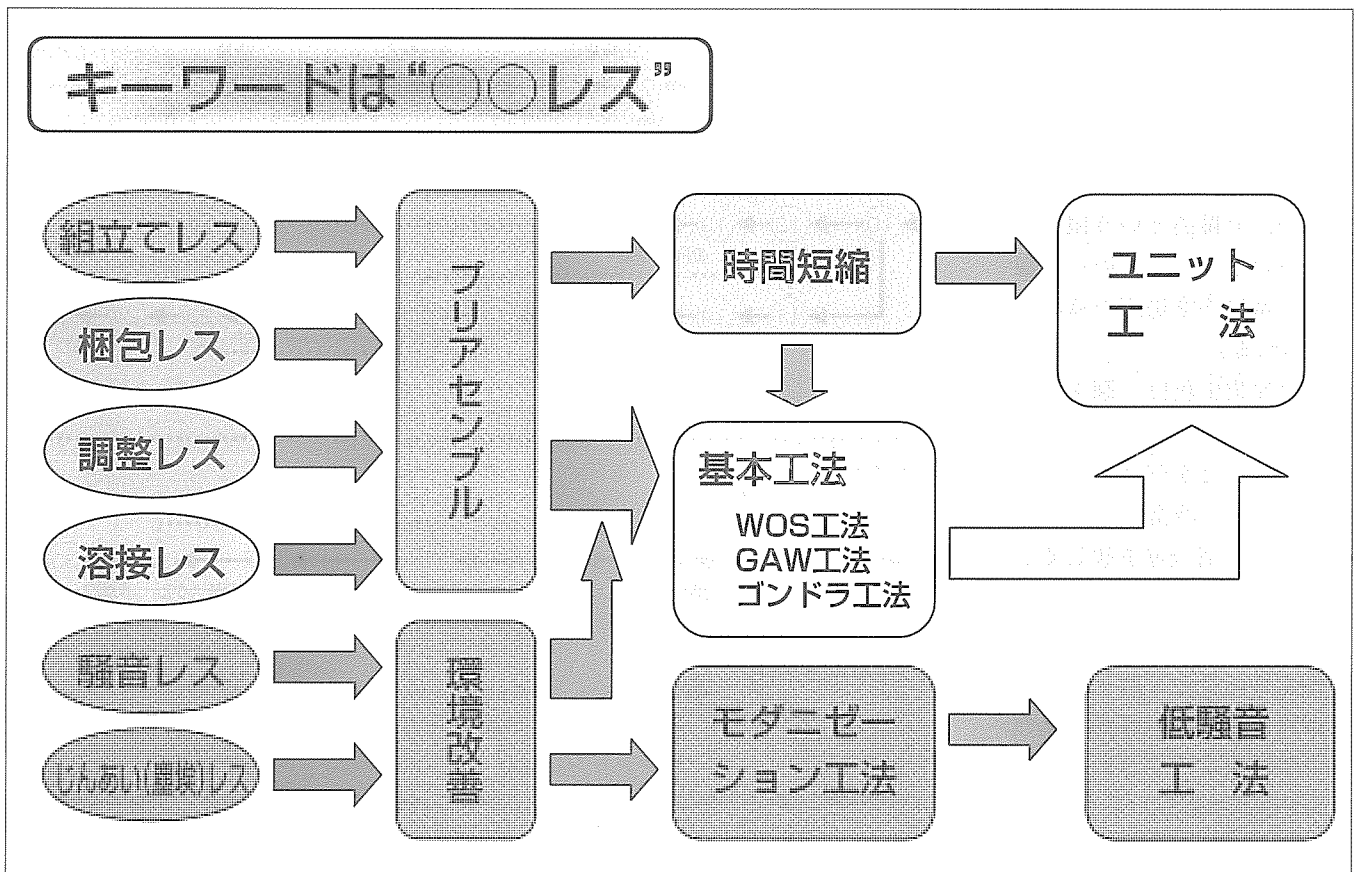 キーワードは“○○レス”
組立てレス
梱包レス
調整レス
溶接レス
騒音レス
じんあい(塵埃)レス
プリアセンブル
環境改善
時間短縮
基本工法
WOS工法
GAW工法
ゴンドラ工法
モダニゼー
ション工法
ユニット
工 法
低騒音
工 法